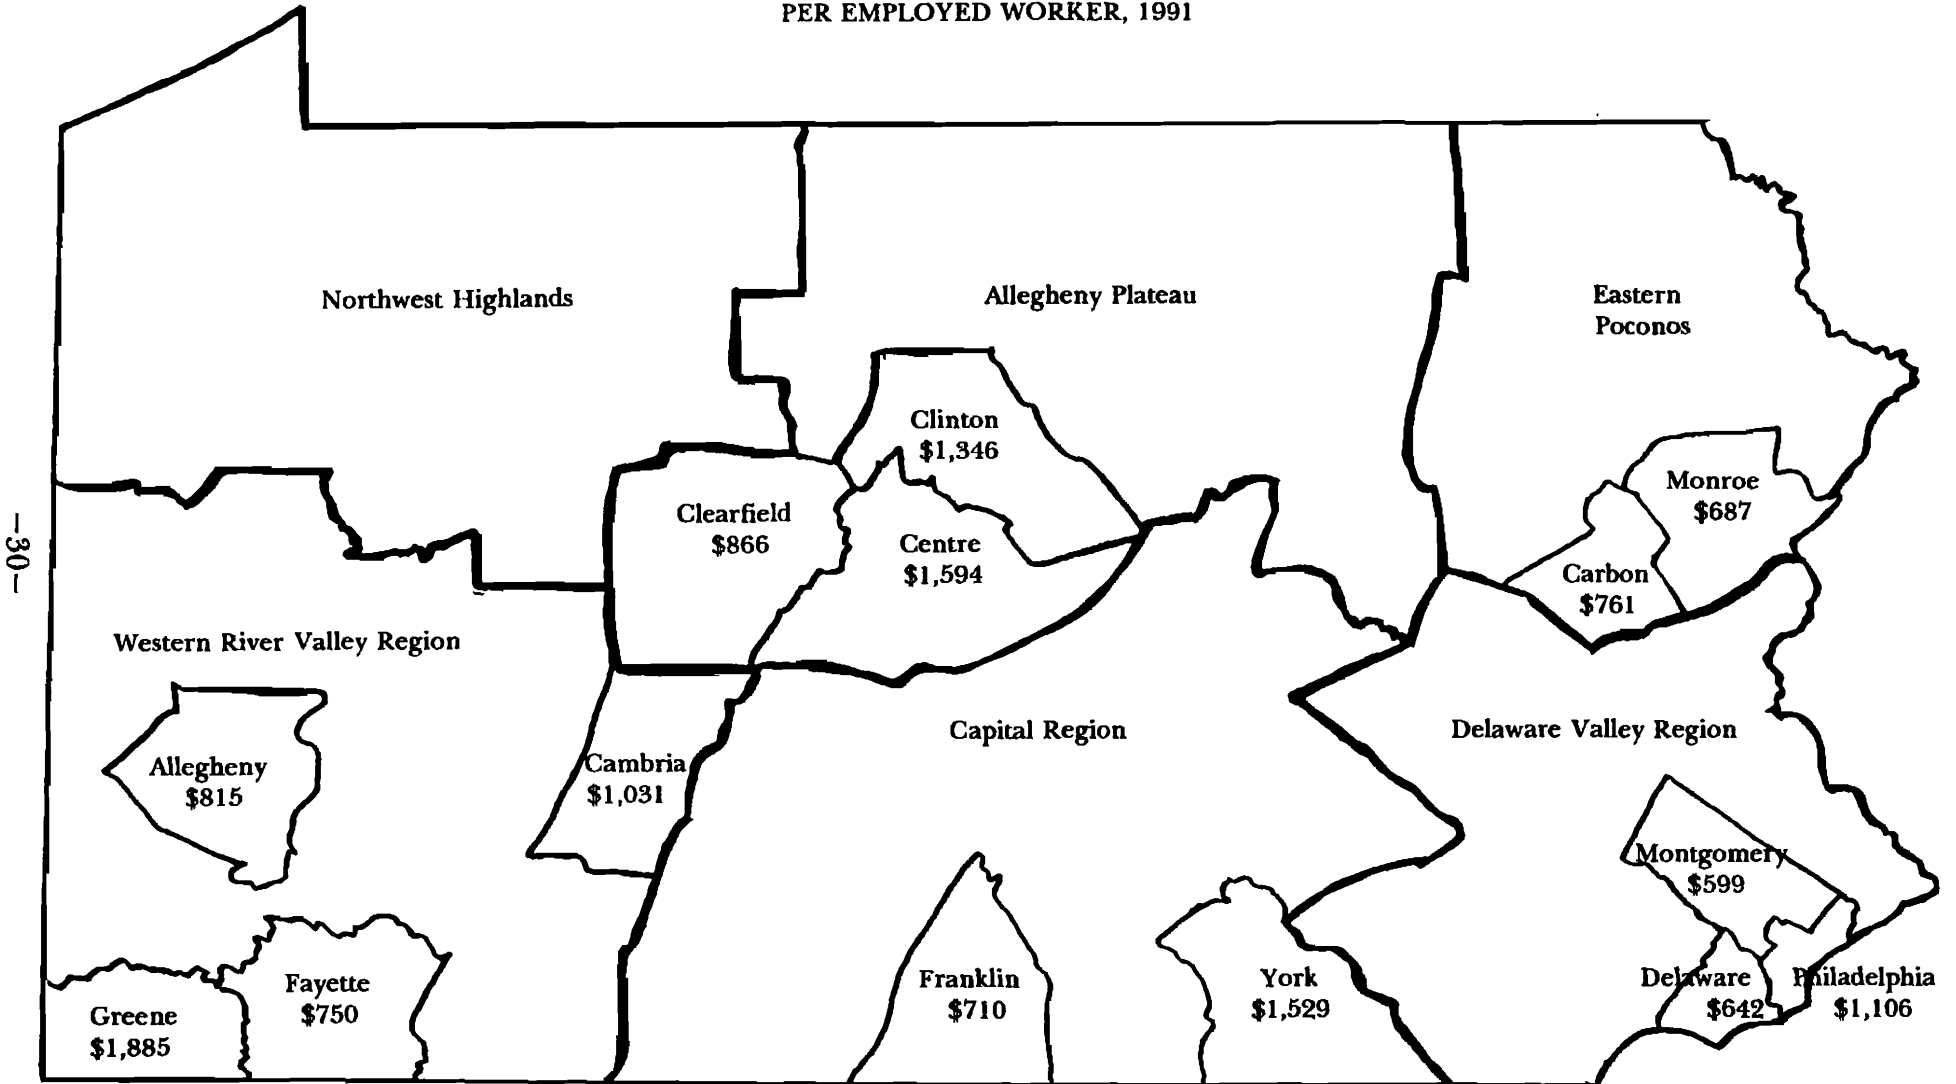 PER EMPLOYED WORKER, 1991
Northwest Highlands
Allegheny Plateau
Eastern
Poconos
Clinton
$1,346
Clearfield
$866
Centre
$1,594
Monroe
$687
Carbon
$761
-30-
Western River Valley Region
Capital Region
Delaware Valley Region
Allegheny
$815
Cambria
$1,031
Montgomery
$599
Greene
$1,885
Fayette
$750
Franklin
$710
York
$1,529
Delaware
$642
Philadelphia
$1,106